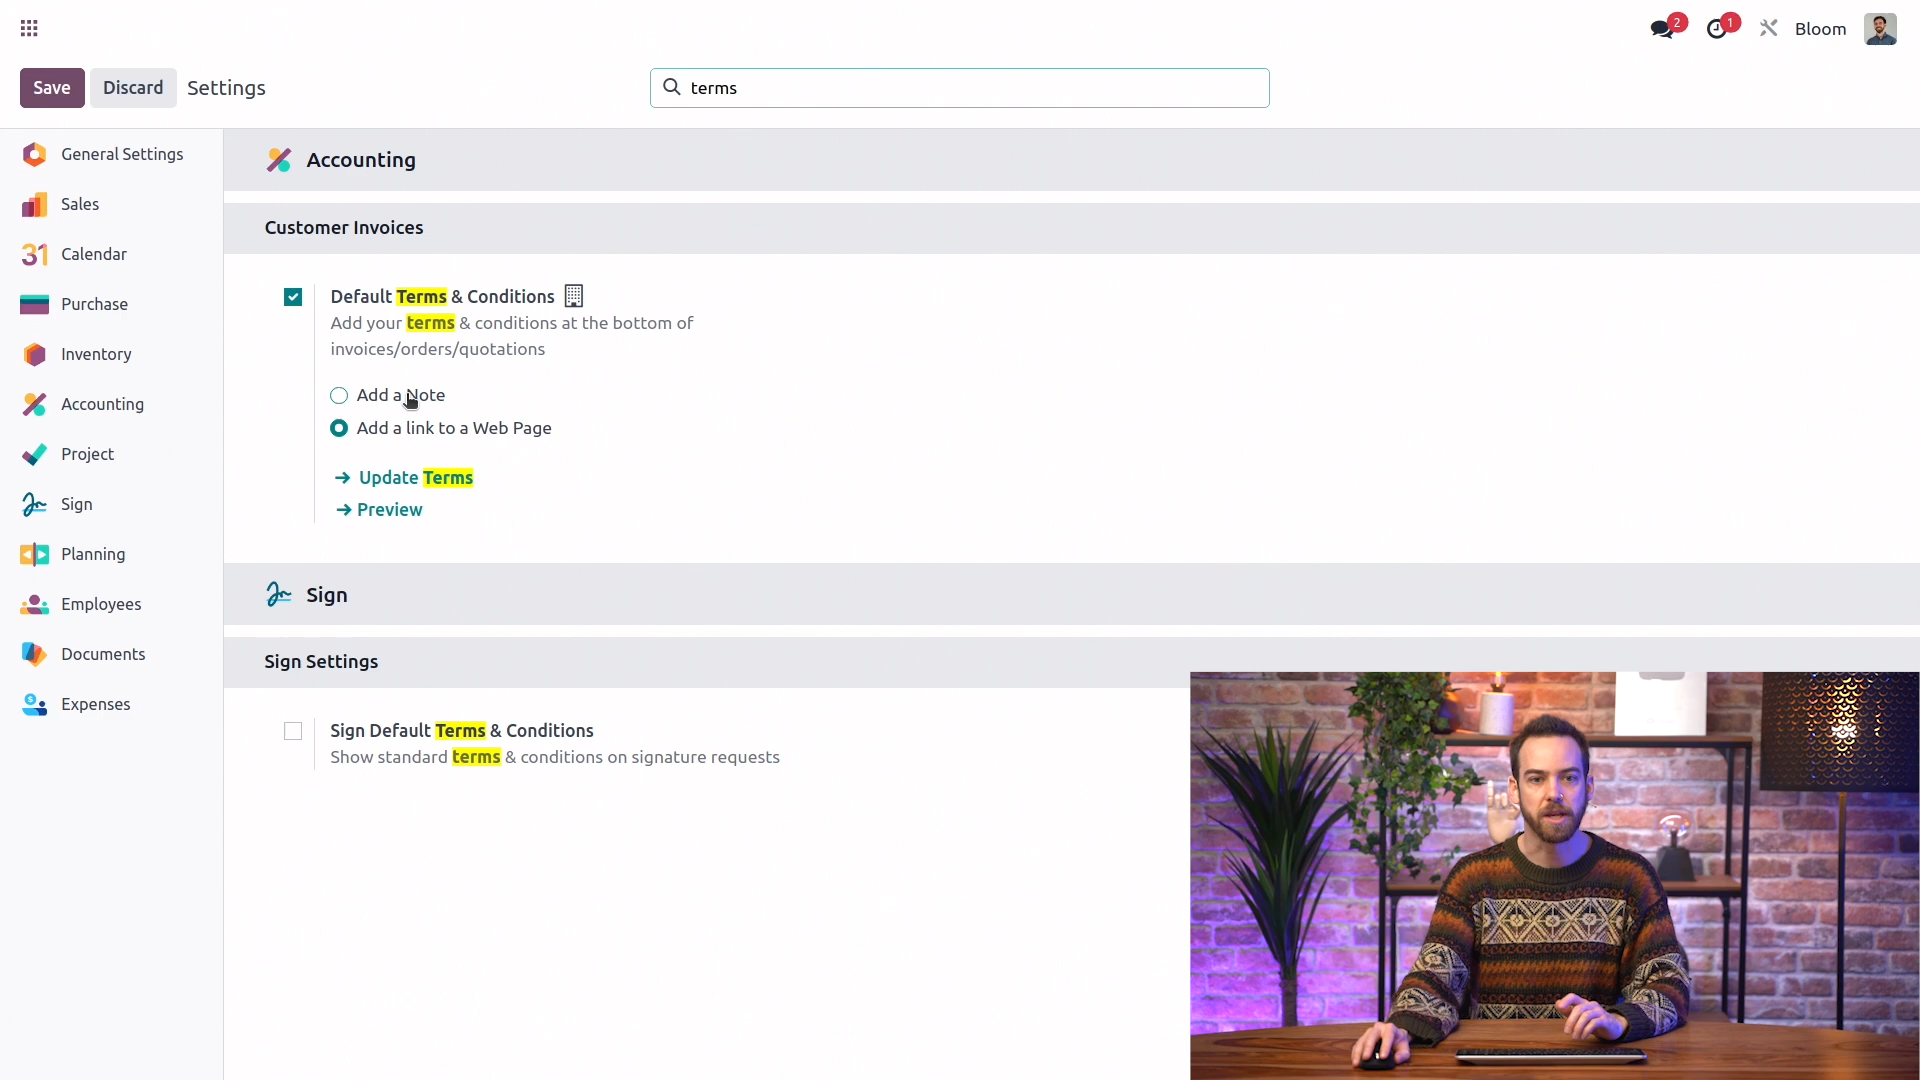 2
1
Bloom
Save
Discard
Settings
terms
General Settings
Sales
31 Calendar
Purchase
Inventory
Accounting
Project
Sign
Planning
Employees
Documents
Expenses
Accounting
Customer Invoices
Default Terms & Conditions
Add your terms & conditions at the bottom of
invoices/orders/quotations
Add a Note
Add a link to a Web Page
Update Terms
Preview
Sign
Sign Settings
Sign Default Terms & Conditions
Show standard terms & conditions on signature requests